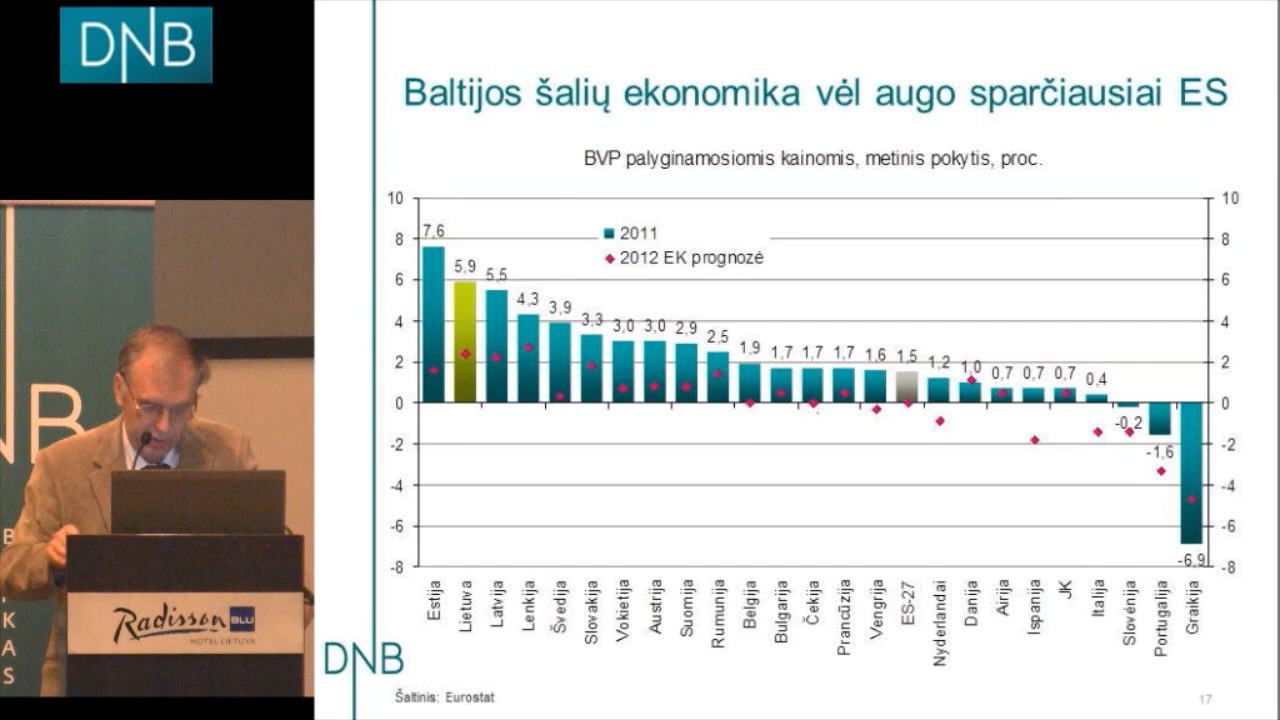 DNB
Baltijos šalių ekonomika vėl augo sparčiausiai ES
BVP palyginamosiomis kainomis, metinis pokytis, proc.
10 10
8 8
6 6
4 4
2 2
0 0
-2 -2
-4 -4
-6 -6
-8 -8
2011
2012 EK prognozė
7,6 5,9 5,5 4,3 3,9 3,3 3,0 3,0 2,9 2,5 1,9 1,7 1,7 1,7 1,6 1,5 1,2 1,0 0,7 0,7 0,7 0,4 -0,2 -1,6 -6,9
Estija
Lietuva
Latvija
Lenkija
Švedija
Slovakija
Vokietija
Austrija
Suomija
Rumunija
Belgija
Bulgarija
Čekija
Prancūzija
Vengrija
ES-27
Nyderlandai
Danija
Airija
Ispanija
JK
Italija
Slovėnija
Portugalija
Graikija
DNB
Šaltinis: Eurostat
17
NB
B
K
A
S
Radisson BLU
HOTEL LIETUVA